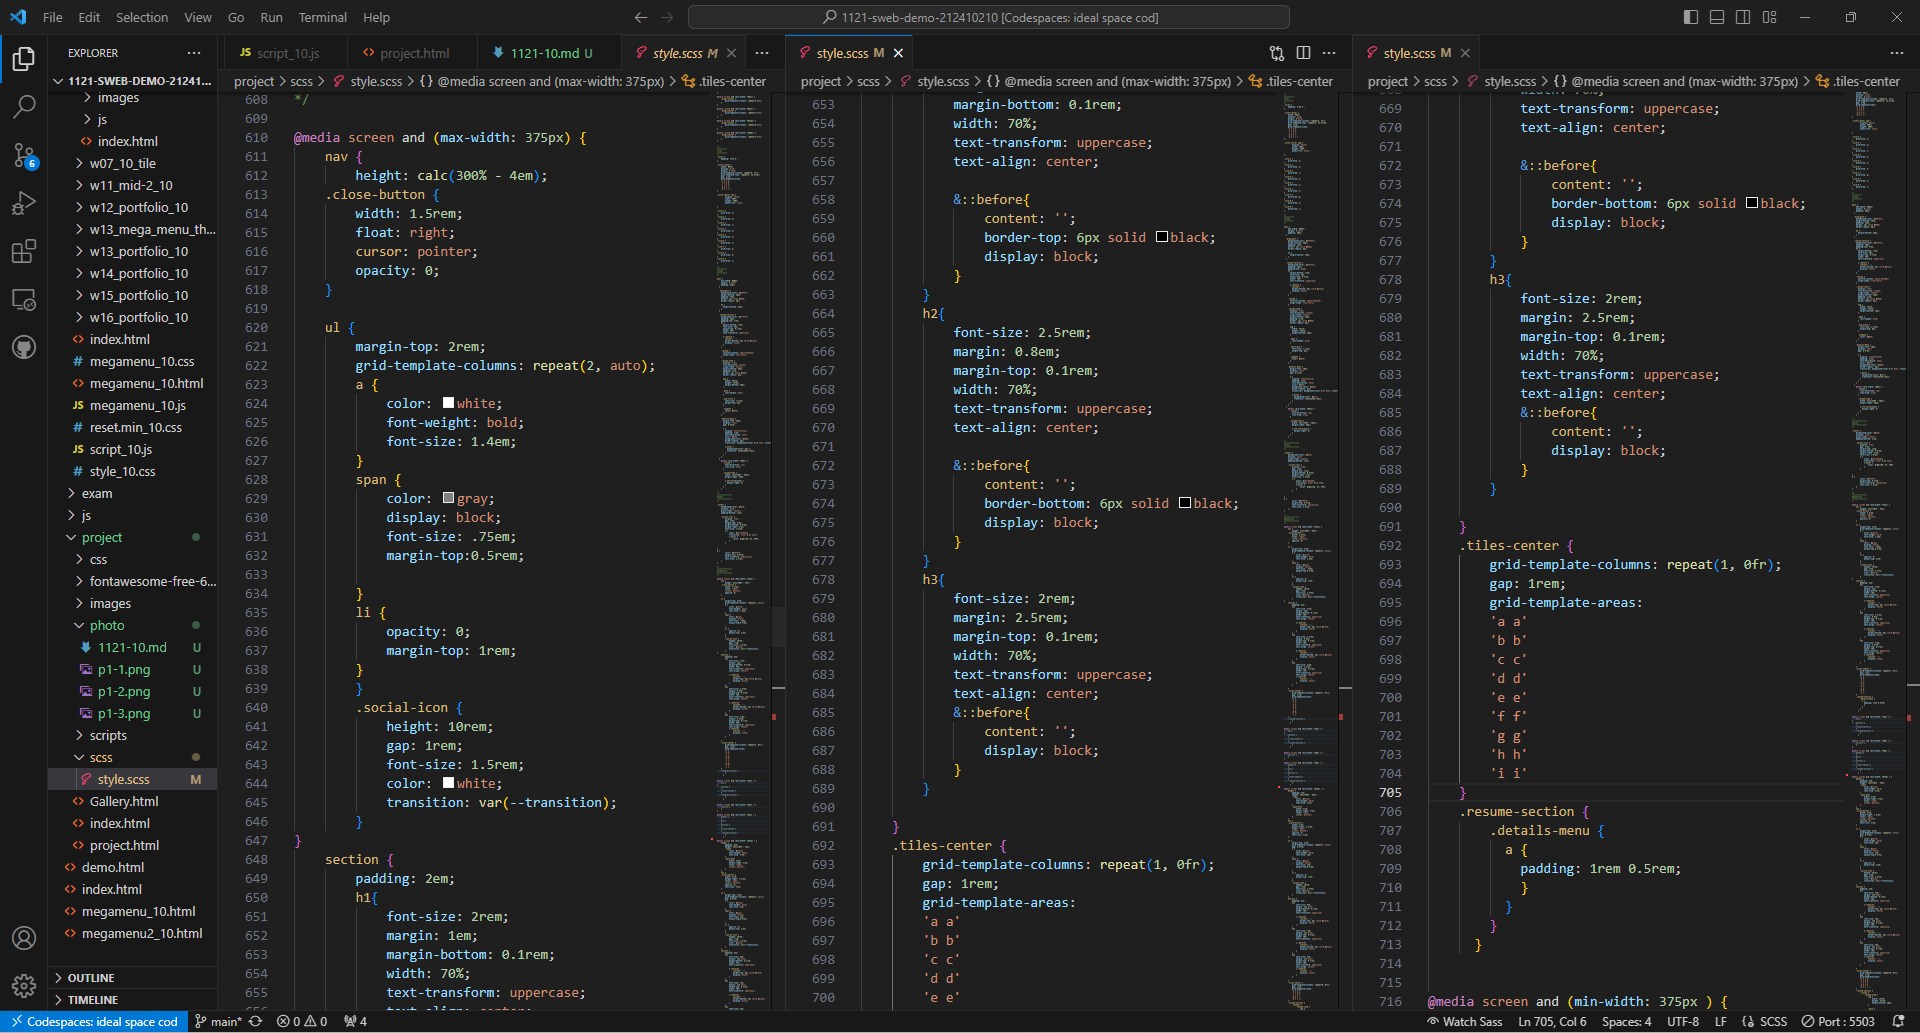 File Edit Selection View Go Run Terminal Help
1121-sweb-demo-212410210 [Codespaces: ideal space cod]
EXPLORER
1121-SWEB-DEMO-21241...
images
js
index.html
w07_10_tile
w11_mid-2_10
w12_portfolio_10
w13_mega_menu_th...
w13_portfolio_10
w14_portfolio_10
w15_portfolio_10
w16_portfolio_10
index.html
megamenu_10.css
megamenu_10.html
megamenu_10.js
reset.min_10.css
script_10.js
style_10.css
exam
js
project
css
fontawesome-free-6...
images
photo
1121-10.md U
p1-1.png U
p1-2.png U
p1-3.png U
scripts
scss
style.scss M
Gallery.html
index.html
project.html
demo.html
index.html
megamenu_10.html
megamenu2_10.html
OUTLINE
TIMELINE
6
script_10.js project.html 1121-10.md U style.scss M
project > scss > style.scss > {} @media screen and (max-width: 375px) > .tiles-center
608 */
609
610 @media screen and (max-width: 375px) {
611 nav {
612 height: calc(300% - 4em);
613 .close-button {
614 width: 1.5rem;
615 float: right;
616 cursor: pointer;
617 opacity: 0;
618 }
619
620 ul {
621 margin-top: 2rem;
622 grid-template-columns: repeat(2, auto);
623 a {
624 color: white;
625 font-weight: bold;
626 font-size: 1.4em;
627 }
628 span {
629 color: gray;
630 display: block;
631 font-size: .75em;
632 margin-top:0.5rem;
633
634 }
635 li {
636 opacity: 0;
637 margin-top: 1rem;
638 }
639 }
640 .social-icon {
641 height: 10rem;
642 gap: 1rem;
643 font-size: 1.5rem;
644 color: white;
645 transition: var(--transition);
646 }
647 }
648 section {
649 padding: 2em;
650 h1{
651 font-size: 2rem;
652 margin: 1em;
653 margin-bottom: 0.1rem;
654 width: 70%;
655 text-transform: uppercase;
style.scss M
project > scss > style.scss > {} @media screen and (max-width: 375px) > .tiles-center
653 margin-bottom: 0.1rem;
654 width: 70%;
655 text-transform: uppercase;
656 text-align: center;
657
658 &::before{
659 content: '';
660 border-top: 6px solid black;
661 display: block;
662 }
663 }
664 h2{
665 font-size: 2.5rem;
666 margin: 0.8em;
667 margin-top: 0.1rem;
668 width: 70%;
669 text-transform: uppercase;
670 text-align: center;
671
672 &::before{
673 content: '';
674 border-bottom: 6px solid black;
675 display: block;
676 }
677 }
678 h3{
679 font-size: 2rem;
680 margin: 2.5rem;
681 margin-top: 0.1rem;
682 width: 70%;
683 text-transform: uppercase;
684 text-align: center;
685 &::before{
686 content: '';
687 display: block;
688 }
689 }
690
691 }
692 .tiles-center {
693 grid-template-columns: repeat(1, 0fr);
694 gap: 1rem;
695 grid-template-areas:
696 'a a'
697 'b b'
698 'c c'
699 'd d'
700 'e e'
style.scss M
project > scss > style.scss > {} @media screen and (max-width: 375px) > .tiles-center
669 text-transform: uppercase;
670 text-align: center;
671
672 &::before{
673 content: '';
674 border-bottom: 6px solid black;
675 display: block;
676 }
677 }
678 h3{
679 font-size: 2rem;
680 margin: 2.5rem;
681 margin-top: 0.1rem;
682 width: 70%;
683 text-transform: uppercase;
684 text-align: center;
685 &::before{
686 content: '';
687 display: block;
688 }
689 }
690
691 }
692 .tiles-center {
693 grid-template-columns: repeat(1, 0fr);
694 gap: 1rem;
695 grid-template-areas:
696 'a a'
697 'b b'
698 'c c'
699 'd d'
700 'e e'
701 'f f'
702 'g g'
703 'h h'
704 'i i'
705 }
706 .resume-section {
707 .details-menu {
708 a {
709 padding: 1rem 0.5rem;
710 }
711 }
712 }
713 }
714
715
716 @media screen and (min-width: 375px ) {
Codespaces: ideal space cod main* 0 0 4 Watch Sass Ln 705, Col 6 Spaces: 4 UTF-8 LF SCSS Port : 5503